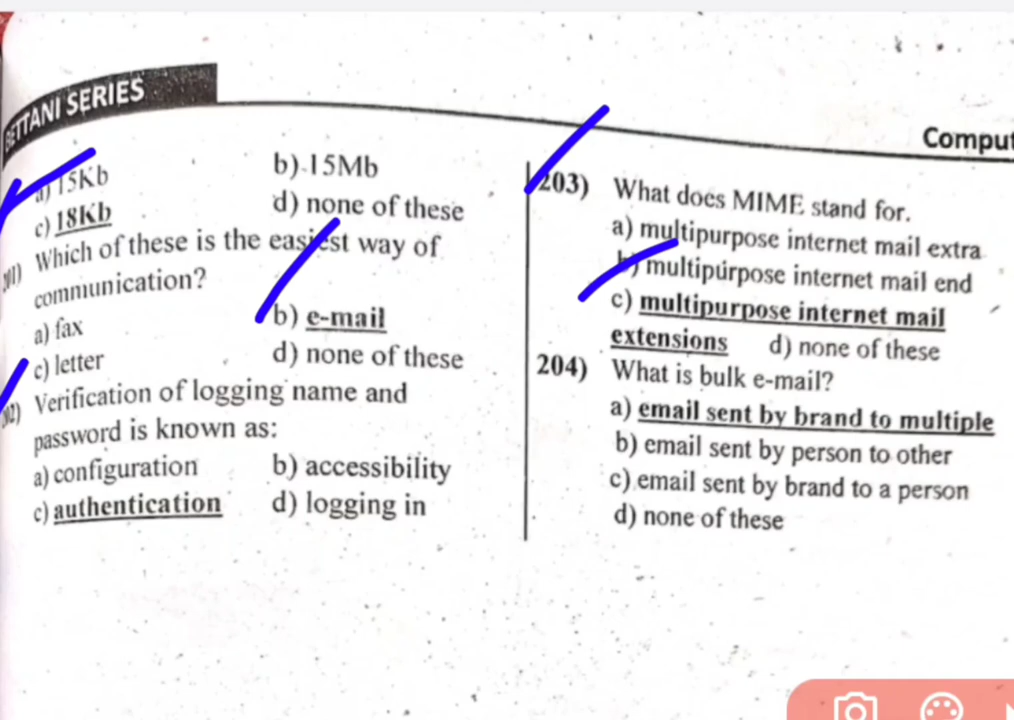 BETTANI SERIES
Comput
a) 15Kb b) 15Mb
c) 18Kb d) none of these
Which of these is the easiest way of
communication?
a) fax b) e-mail
c) letter d) none of these
Verification of logging name and
password is known as:
a) configuration b) accessibility
c) authentication d) logging in
203) What does MIME stand for.
a) multipurpose internet mail extra
b) multipurpose internet mail end
c) multipurpose internet mail
extensions d) none of these
204) What is bulk e-mail?
a) email sent by brand to multiple
b) email sent by person to other
c) email sent by brand to a person
d) none of these